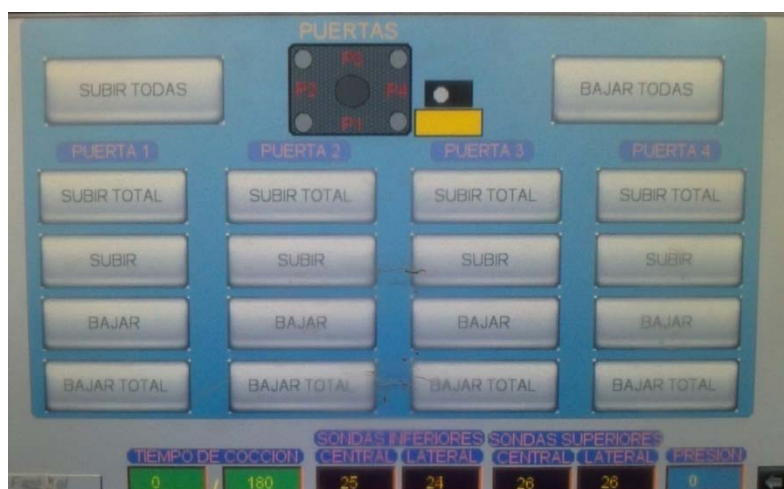 PUERTAS
SUBIR TODAS
P3
BAJAR TODAS
P2
P4
P1
PUERTA 1 PUERTA 2 PUERTA 3 PUERTA 4
SUBIR TOTAL SUBIR TOTAL SUBIR TOTAL SUBIR TOTAL
SUBIR SUBIR SUBIR SUBIR
BAJAR BAJAR BAJAR BAJAR
BAJAR TOTAL BAJAR TOTAL BAJAR TOTAL BAJAR TOTAL
SONDAS INFERIORES SONDAS SUPERIORES
TIEMPO DE COCCION CENTRAL LATERAL CENTRAL LATERAL PRESION
0 / 180 25 24 26 26 0